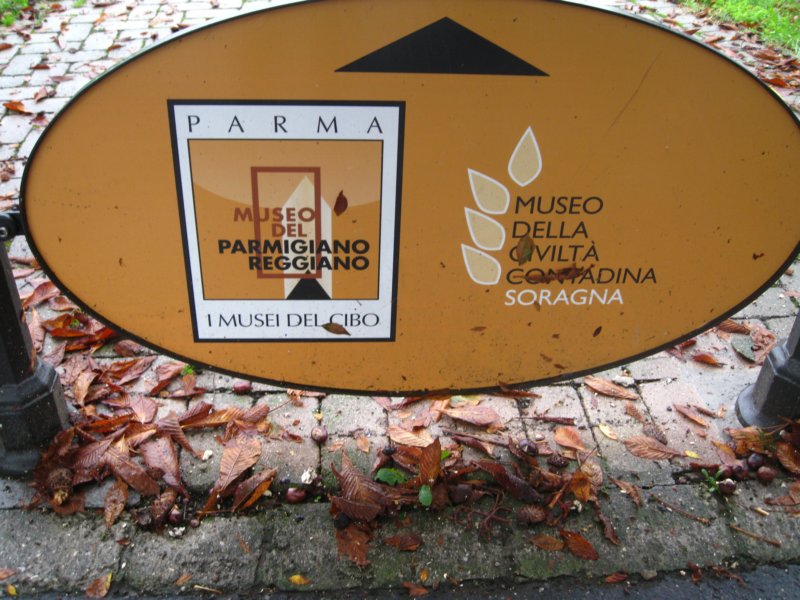 PARMA
MUSEO
DEL
PARMIGIANO
REGGIANO
I MUSEI DEL CIBO
MUSEO
DELLA
CIVILTÀ
CONTADINA
SORAGNA